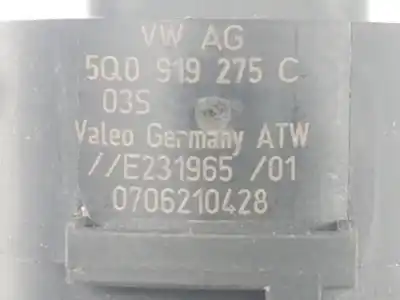 VW AG
5Q0 919 275 C
03S
Valeo Germany ATW
//E231965 /01
0706210428